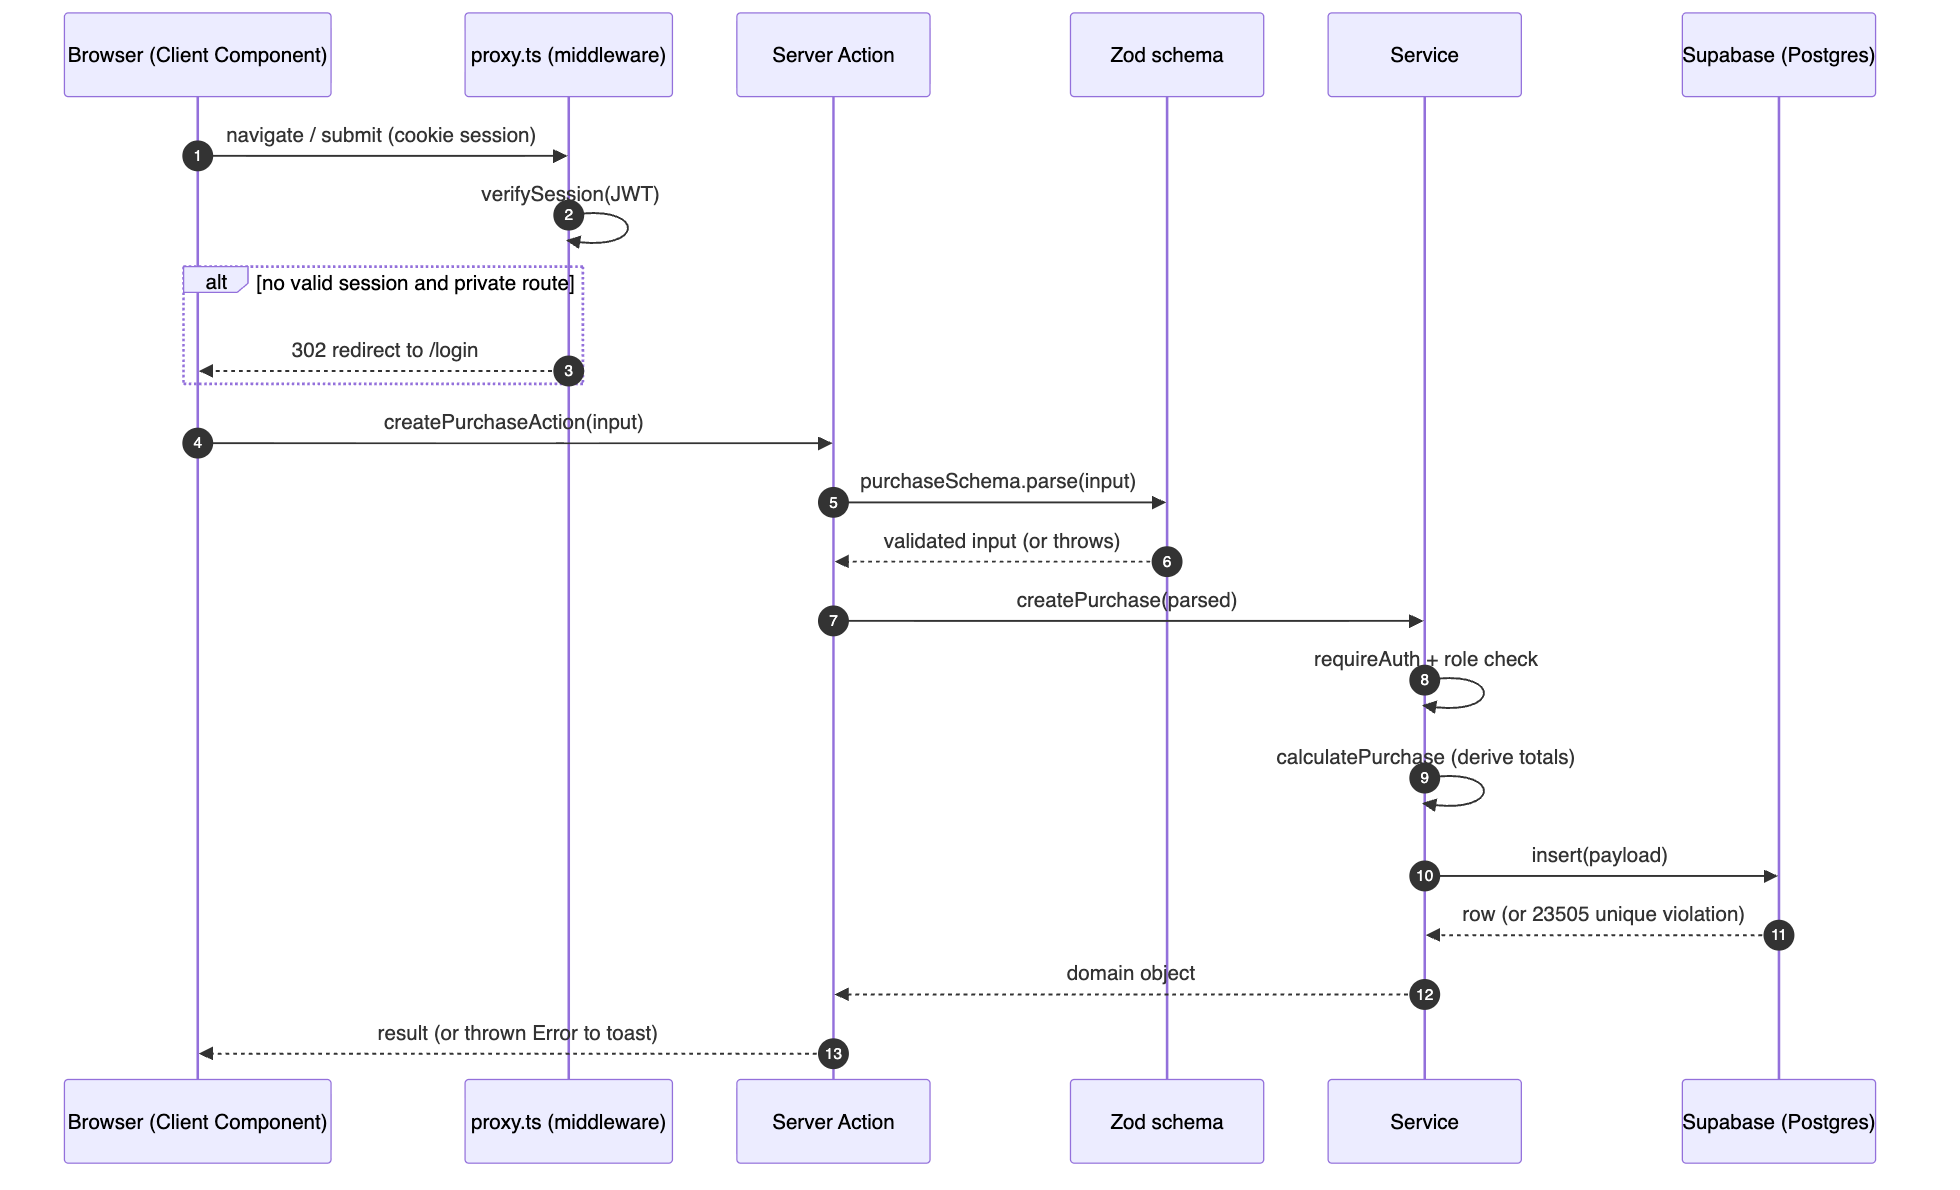 Browser (Client Component)
proxy.ts (middleware)
Server Action
Zod schema
Service
Supabase (Postgres)
navigate / submit (cookie session)
1
verifySession(JWT)
2
alt
[no valid session and private route]
302 redirect to /login
3
createPurchaseAction(input)
4
purchaseSchema.parse(input)
5
validated input (or throws)
6
createPurchase(parsed)
7
requireAuth + role check
8
calculatePurchase (derive totals)
9
insert(payload)
10
row (or 23505 unique violation)
11
domain object
12
result (or thrown Error to toast)
13
Browser (Client Component)
proxy.ts (middleware)
Server Action
Zod schema
Service
Supabase (Postgres)